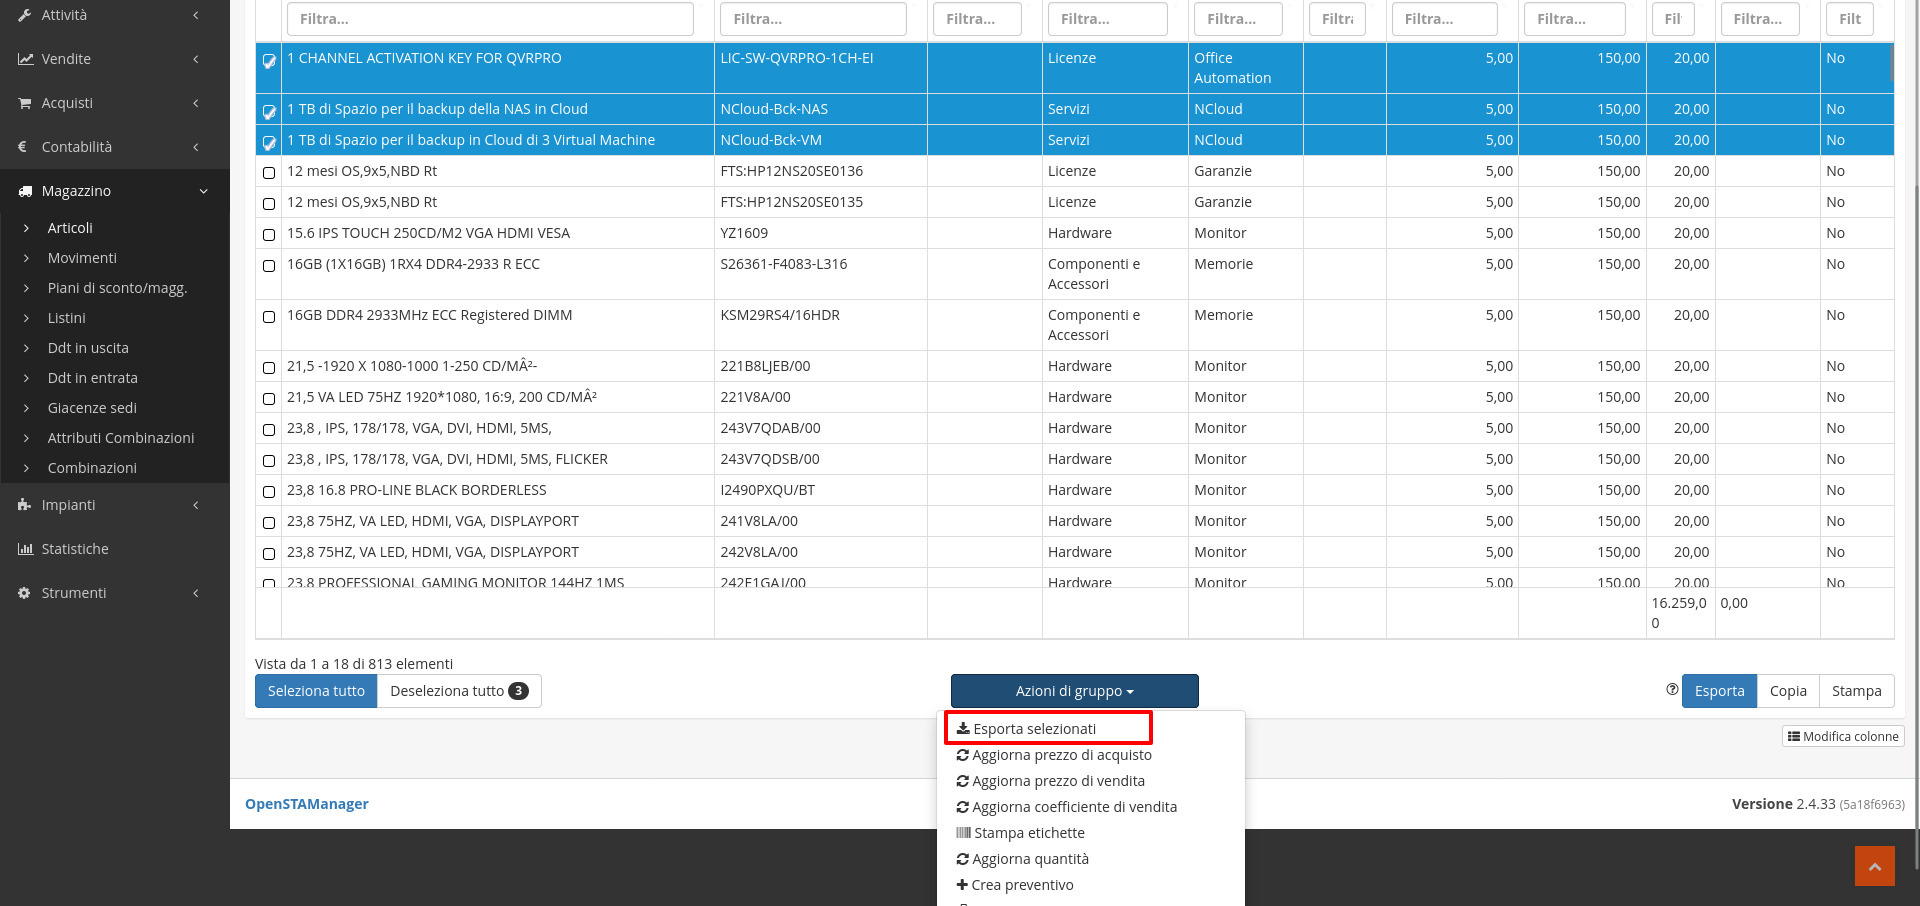 Attività
Vendite
Acquisti
€ Contabilità
Magazzino
Articoli
Movimenti
Piani di sconto/magg.
Listini
Ddt in uscita
Ddt in entrata
Giacenze sedi
Attributi Combinazioni
Combinazioni
Impianti
Statistiche
Strumenti
Filtra... Filtra... Filtra... Filtra... Filtra... Filtra Filtra... Filtra... Fil Filtra... Filt
1 CHANNEL ACTIVATION KEY FOR QVRPRO LIC-SW-QVRPRO-1CH-EI Licenze Office Automation 5,00 150,00 20,00 No
1 TB di Spazio per il backup della NAS in Cloud NCloud-Bck-NAS Servizi NCloud 5,00 150,00 20,00 No
1 TB di Spazio per il backup in Cloud di 3 Virtual Machine NCloud-Bck-VM Servizi NCloud 5,00 150,00 20,00 No
12 mesi OS,9x5,NBD Rt FTS:HP12NS20SE0136 Licenze Garanzie 5,00 150,00 20,00 No
12 mesi OS,9x5,NBD Rt FTS:HP12NS20SE0135 Licenze Garanzie 5,00 150,00 20,00 No
15.6 IPS TOUCH 250CD/M2 VGA HDMI VESA YZ1609 Hardware Monitor 5,00 150,00 20,00 No
16GB (1X16GB) 1RX4 DDR4-2933 R ECC S26361-F4083-L316 Componenti e Accessori Memorie 5,00 150,00 20,00 No
16GB DDR4 2933MHz ECC Registered DIMM KSM29RS4/16HDR Componenti e Accessori Memorie 5,00 150,00 20,00 No
21,5 -1920 X 1080-1000 1-250 CD/MÂ²- 221B8LJEB/00 Hardware Monitor 5,00 150,00 20,00 No
21,5 VA LED 75HZ 1920*1080, 16:9, 200 CD/MÂ² 221V8A/00 Hardware Monitor 5,00 150,00 20,00 No
23,8 , IPS, 178/178, VGA, DVI, HDMI, 5MS, 243V7QDAB/00 Hardware Monitor 5,00 150,00 20,00 No
23,8 , IPS, 178/178, VGA, DVI, HDMI, 5MS, FLICKER 243V7QDSB/00 Hardware Monitor 5,00 150,00 20,00 No
23,8 16.8 PRO-LINE BLACK BORDERLESS I2490PXQU/BT Hardware Monitor 5,00 150,00 20,00 No
23,8 75HZ, VA LED, HDMI, VGA, DISPLAYPORT 241V8LA/00 Hardware Monitor 5,00 150,00 20,00 No
23,8 75HZ, VA LED, HDMI, VGA, DISPLAYPORT 242V8LA/00 Hardware Monitor 5,00 150,00 20,00 No
23.8 PROFESSIONAL GAMING MONITOR 144HZ 1MS 242E1GAJ/00 Hardware Monitor 5,00 150,00 20,00 No
16.259,00 0,00
Vista da 1 a 18 di 813 elementi
Seleziona tutto Deseleziona tutto 3 Azioni di gruppo Esporta Copia Stampa
Esporta selezionati
Aggiorna prezzo di acquisto
Aggiorna prezzo di vendita
Aggiorna coefficiente di vendita
Stampa etichette
Aggiorna quantità
Crea preventivo
Modifica colonne
OpenSTAManager
Versione 2.4.33 (5a18f6963)